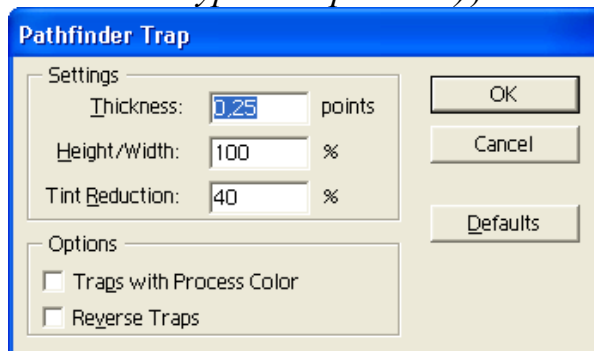 Pathfinder Trap
Settings
Thickness: 0,25 points
Height/Width: 100 %
Tint Reduction: 40 %
OK
Cancel
Defaults
Options
Traps with Process Color
Reverse Traps